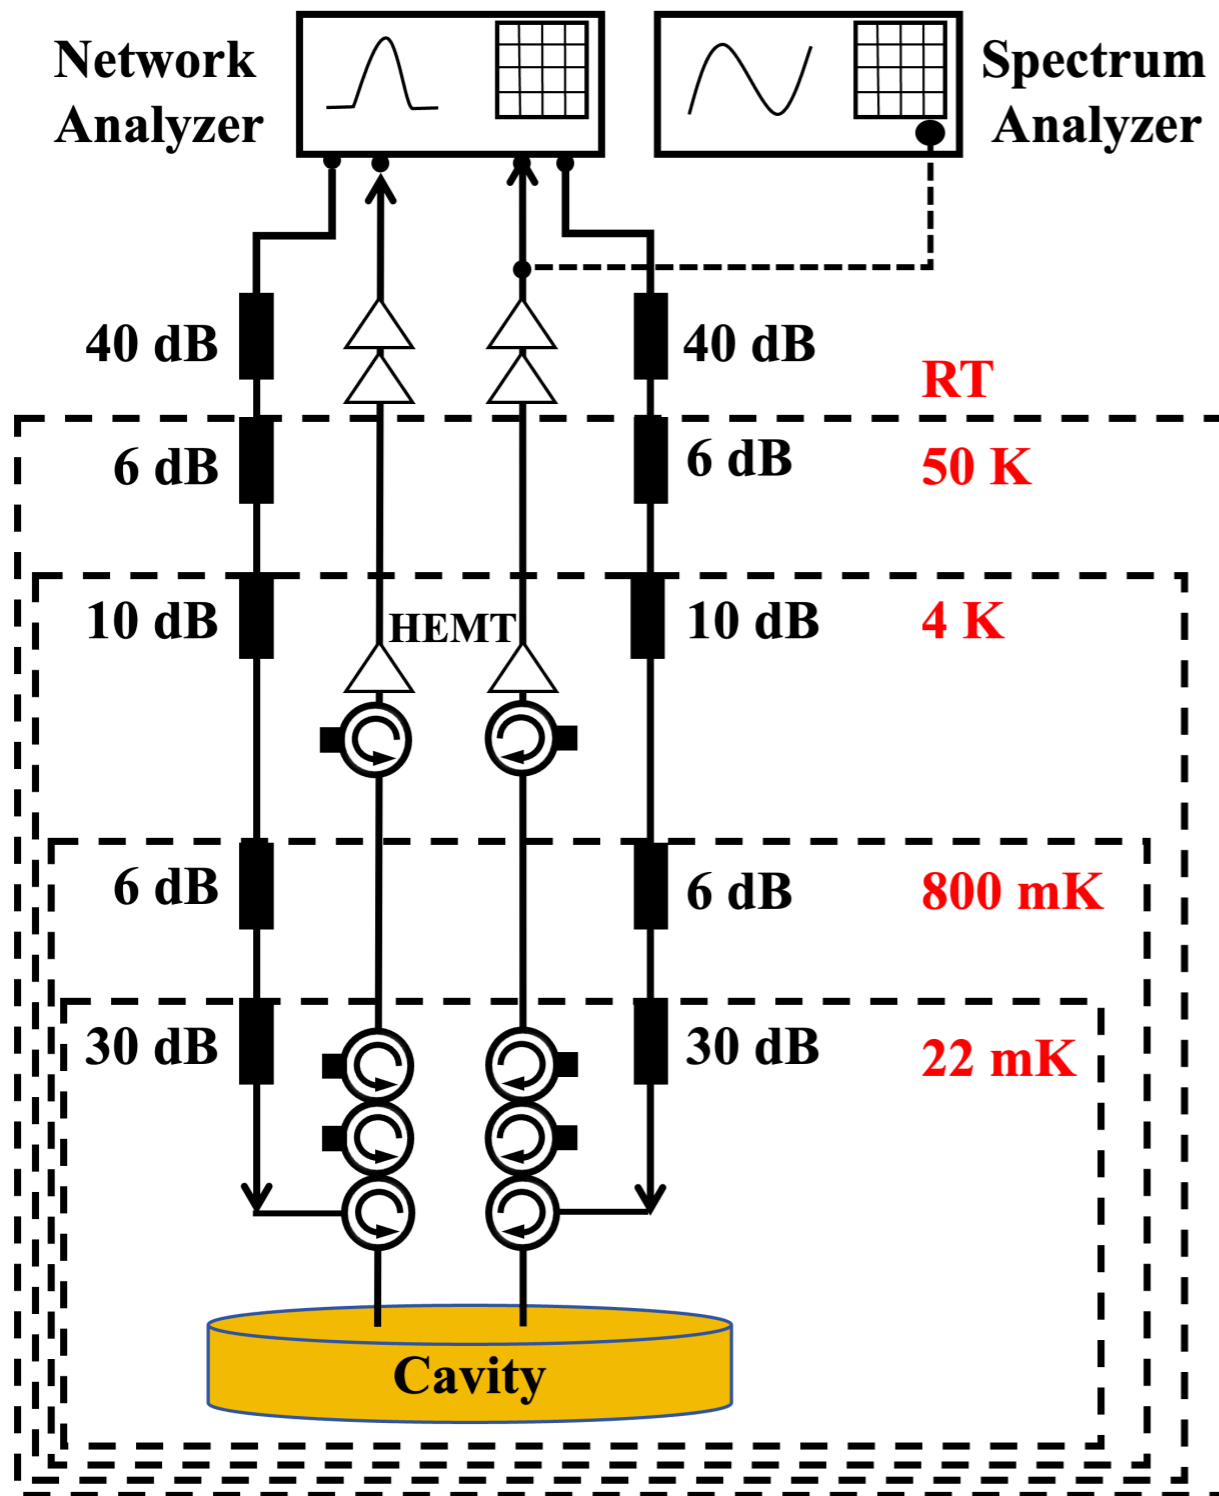 Network
Analyzer
Spectrum
Analyzer
40 dB
40 dB
RT
6 dB
6 dB
50 K
10 dB
HEMT
10 dB
4 K
6 dB
6 dB
800 mK
30 dB
30 dB
22 mK
Cavity